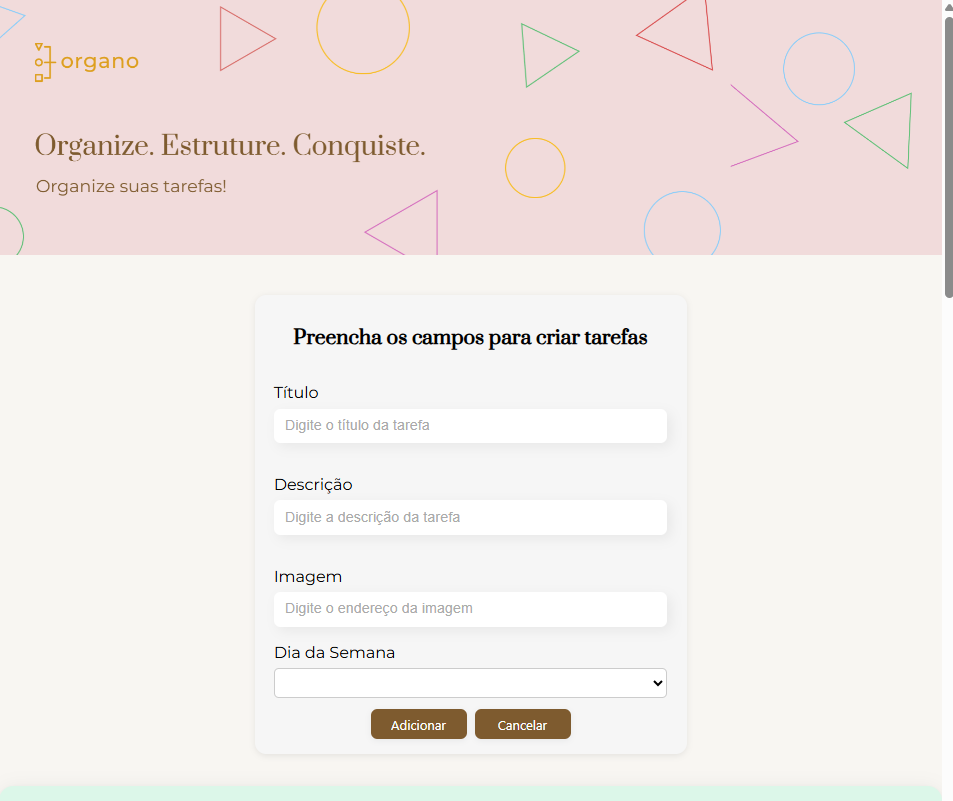 organo
Organize. Estruture. Conquiste.
Organize suas tarefas!
Preencha os campos para criar tarefas
Título
Digite o título da tarefa
Descrição
Digite a descrição da tarefa
Imagem
Digite o endereço da imagem
Dia da Semana
Adicionar Cancelar